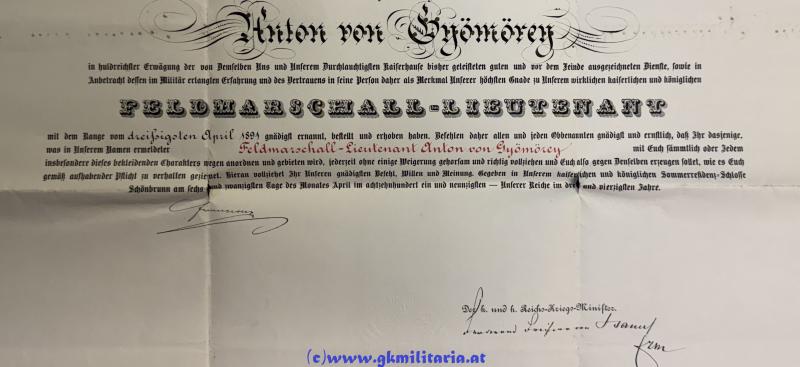 Anton von Gyömörey
in huldreichster Erwägung der von Demselben Uns und Unserem Durchlauchtigsten Kaiserhause bisher geleisteten guten und vor dem Feinde ausgezeichneten Dienste, sowie in
Anbetracht dessen im Militär erlangten Erfahrung und des Vertrauens in seine Person daher als Merkmal Unserer höchsten Gnade zu Unserem wirklichen kaiserlichen und königlichen
FELDMARSCHALL-LIEUTENANT
mit dem Range vom dreißigsten April 1891 gnädigst ernannt, bestellt und erhoben haben. Befehlen daher allen und jeden Obbenannten gnädigst und ernstlich, daß Ihr dasjenige,
was in Unserem Namen ermeldeter Feldmarschall-Lieutenant Anton von Gyömörey mit Euch sämmtlich oder Jedem
insbesondere dieses bekleidenden Charakters wegen anordnen und gebieten wird, jederzeit ohne einige Weigerung gehorsam und richtig vollziehen und Euch also gegen Denselben erzeugen sollet, wie es Euch
gemäß aufhabender Pflicht zu verhalten geziemet. Hieran vollziehet Ihr Unseren gnädigsten Befehl, Willen und Meinung. Gegeben in Unserem kaiserlichen und königlichen Sommerresidenz-Schlosse
Schönbrunn am sechs und zwanzigsten Tage des Monates April im achtzehnhundert ein und neunzigsten — Unserer Reiche im drei und vierzigsten Jahre.
Der k. und k. Reichs-Kriegs-Minister.
(c)www.gkmilitaria.at